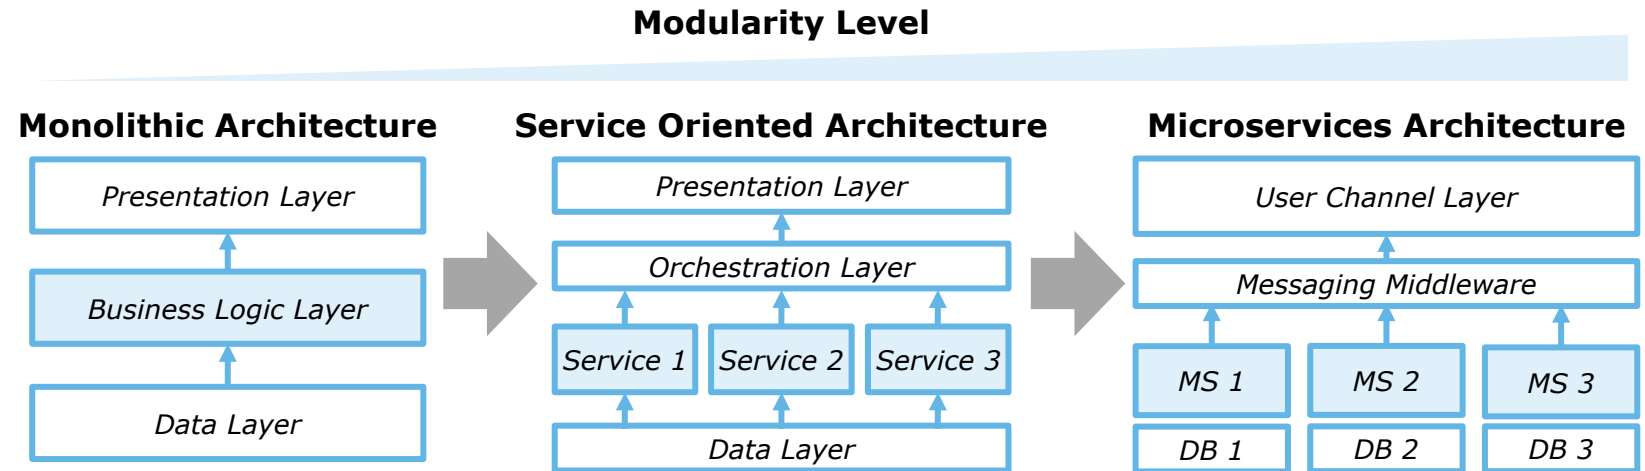 Modularity Level
Monolithic Architecture
Presentation Layer
Business Logic Layer
Data Layer
Service Oriented Architecture
Presentation Layer
Orchestration Layer
Service 1
Service 2
Service 3
Data Layer
Microservices Architecture
User Channel Layer
Messaging Middleware
MS 1
MS 2
MS 3
DB 1
DB 2
DB 3